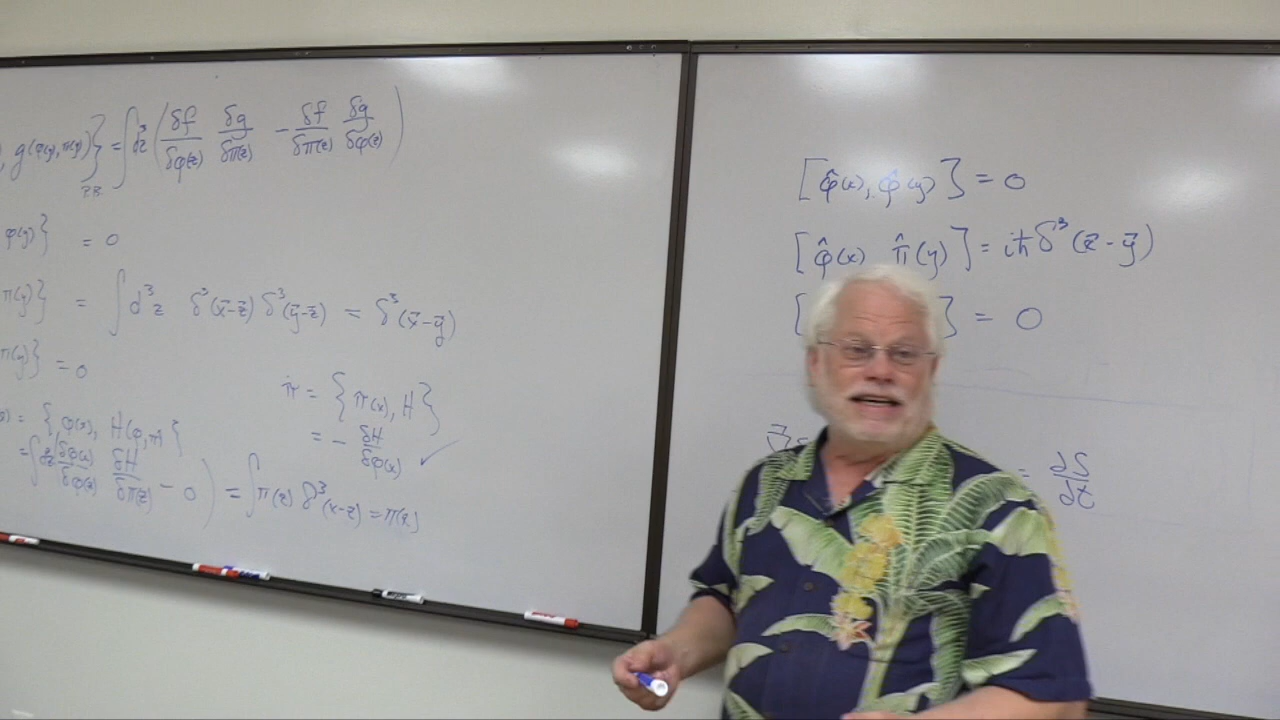 , g(φ(y), π(y)} PB = ∫ d³z ( δf/δφ(z) δg/δπ(z) - δf/δπ(z) δg/δφ(z) )
φ(y)} = 0
π(y)} = ∫ d³z δ³(x⃗-z⃗) δ³(y⃗-z⃗) = δ³(x⃗-y⃗)
π(y)} = 0
π̇ = {π(x), H}
= - δH/δφ(x) ✓
= {φ(x), H(φ,π)}
= ∫ d³z ( δφ(x)/δφ(z) δH/δπ(z) - 0 ) = ∫ π(z) δ³(x-z) = π(x)
[φ̂(x), φ̂(y)] = 0
[φ̂(x) π̂(y)] = iħ δ³(x⃗-y⃗)
[ ] = 0
= ∂S/∂t